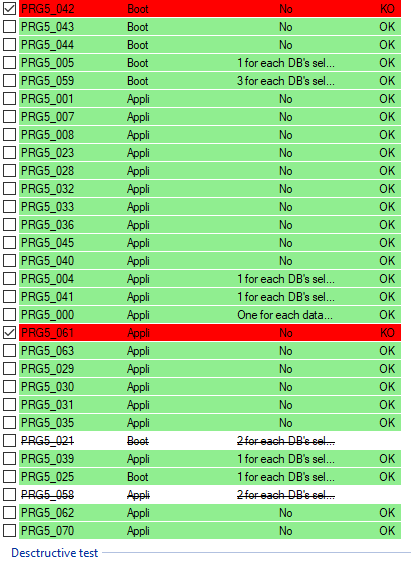 PRG5_042 Boot No KO
PRG5_043 Boot No OK
PRG5_044 Boot No OK
PRG5_005 Boot 1 for each DB's sel... OK
PRG5_059 Boot 3 for each DB's sel... OK
PRG5_001 Appli No OK
PRG5_007 Appli No OK
PRG5_008 Appli No OK
PRG5_023 Appli No OK
PRG5_028 Appli No OK
PRG5_032 Appli No OK
PRG5_033 Appli No OK
PRG5_036 Appli No OK
PRG5_045 Appli No OK
PRG5_040 Appli No OK
PRG5_004 Appli 1 for each DB's sel... OK
PRG5_041 Appli 1 for each DB's sel... OK
PRG5_000 Appli One for each data... OK
PRG5_061 Appli No KO
PRG5_063 Appli No OK
PRG5_029 Appli No OK
PRG5_030 Appli No OK
PRG5_031 Appli No OK
PRG5_035 Appli No OK
PRG5_021 Boot 2 for each DB's sel...
PRG5_039 Appli 1 for each DB's sel... OK
PRG5_025 Boot 1 for each DB's sel... OK
PRG5_058 Appli 2 for each DB's sel...
PRG5_062 Appli No OK
PRG5_070 Appli No OK
Desctructive test